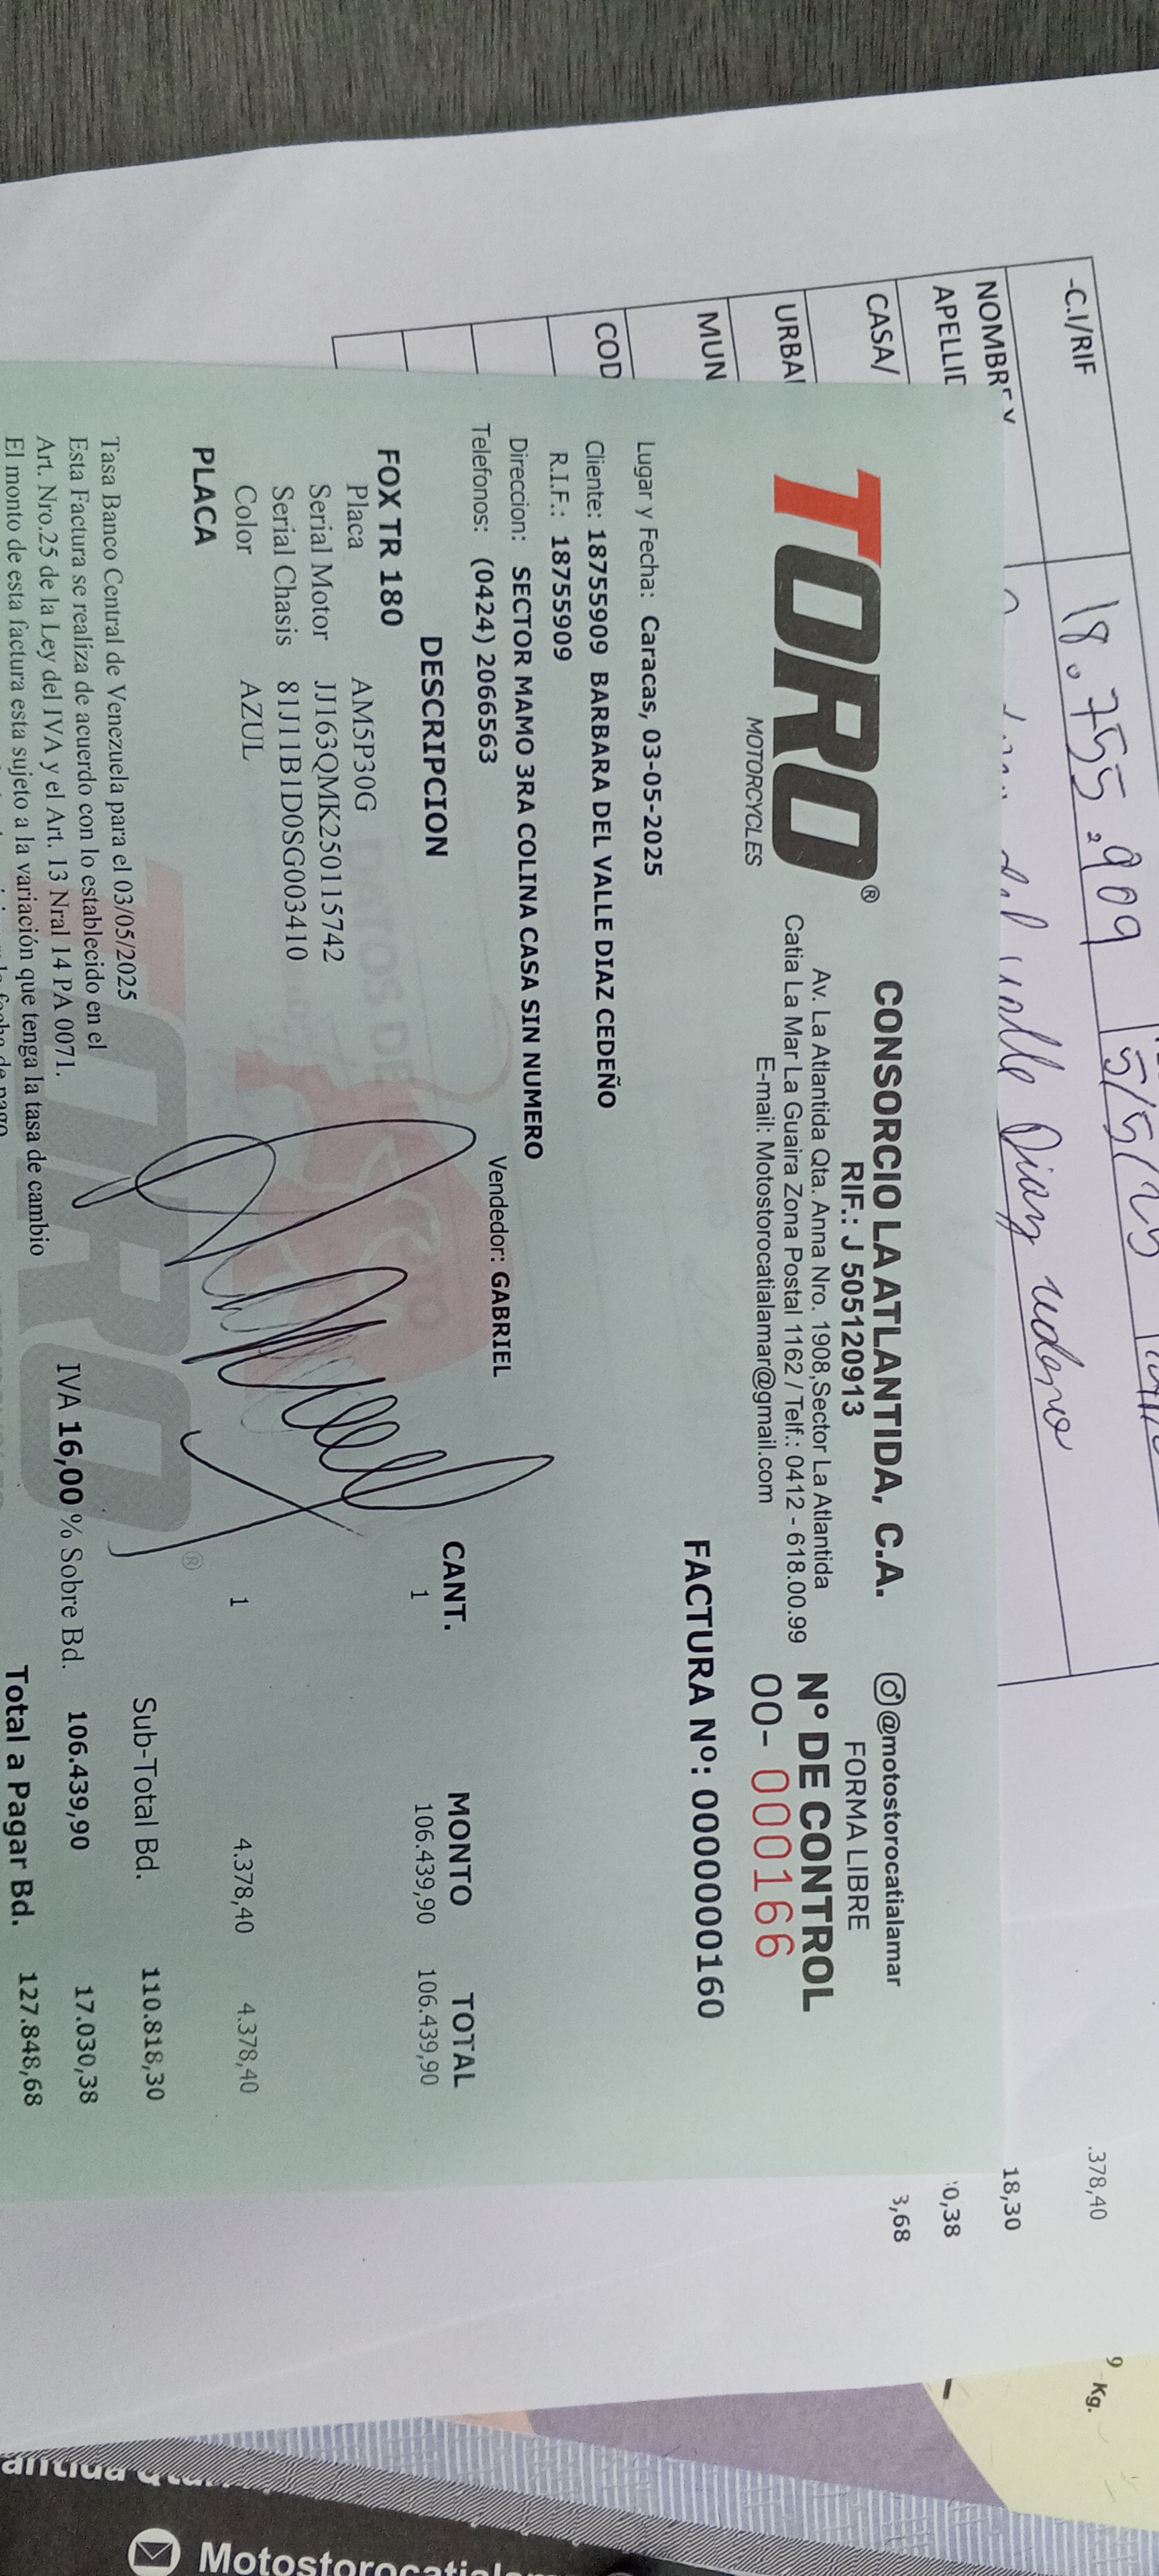 -C.I/RIF 18.755.909 5/5/25
NOMBRE Y
APELLID del valle Diaz cedeno
CASA/
URBA
MUN
COD
TORO®
MOTORCYCLES
CONSORCIO LA ATLANTIDA, C.A.
RIF.: J 505120913
Av. La Atlantida Qta. Anna Nro. 1908,Sector La Atlantida
Catia La Mar La Guaira Zona Postal 1162 / Telf.: 0412 - 618.00.99
E-mail: Motostorocatialamar@gmail.com
@motostorocatialamar
FORMA LIBRE
Nº DE CONTROL
00- 000166
FACTURA Nº: 0000000160
Lugar y Fecha: Caracas, 03-05-2025
Cliente: 18755909 BARBARA DEL VALLE DIAZ CEDEÑO
R.I.F.: 18755909
Direccion: SECTOR MAMO 3RA COLINA CASA SIN NUMERO
Telefonos: (0424) 2066563 Vendedor: GABRIEL
DESCRIPCION CANT. MONTO TOTAL
FOX TR 180 1 106.439,90 106.439,90
Placa AM5P30G
Serial Motor JJ163QMK25015742
Serial Chasis 81J11B1D0SG003410
Color AZUL
PLACA 1 4.378,40 4.378,40
Sub-Total Bd. 110.818,30
Tasa Banco Central de Venezuela para el 03/05/2025
Esta Factura se realiza de acuerdo con lo establecido en el
IVA 16,00 % Sobre Bd. 106.439,90 17.030,38
Art. Nro.25 de la Ley del IVA y el Art. 13 Nral 14 PA 0071.
El monto de esta factura esta sujeto a la variación que tenga la tasa de cambio
Total a Pagar Bd. 127.848,68
.378,40
18,30
0,38
3,68
9 Kg.
Motostorocatial